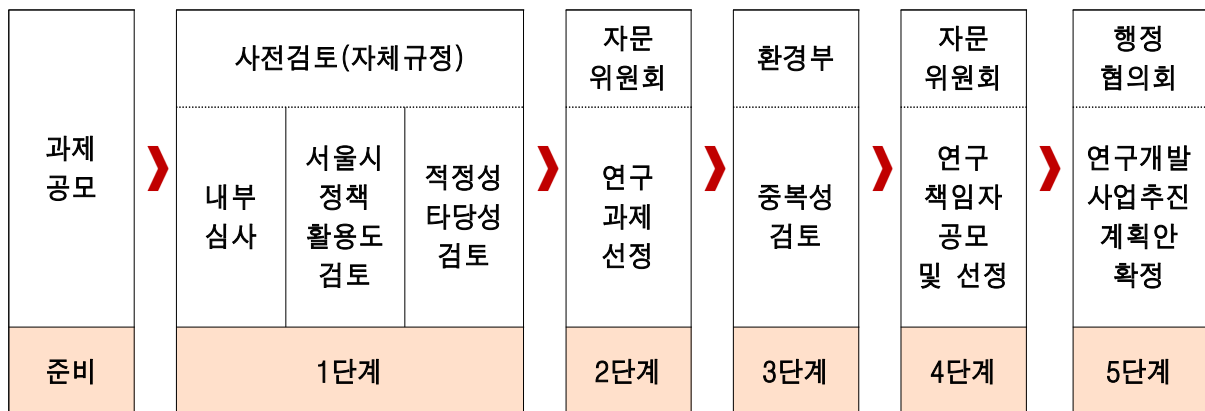 과제
공모
준비
사전검토(자체규정)
내부
심사
서울시
정책
활용도
검토
적정성
타당성
검토
1단계
자문
위원회
연구
과제
선정
2단계
환경부
중복성
검토
3단계
자문
위원회
연구
책임자
공모
및 선정
4단계
행정
협의회
연구개발
사업추진
계획안
확정
5단계